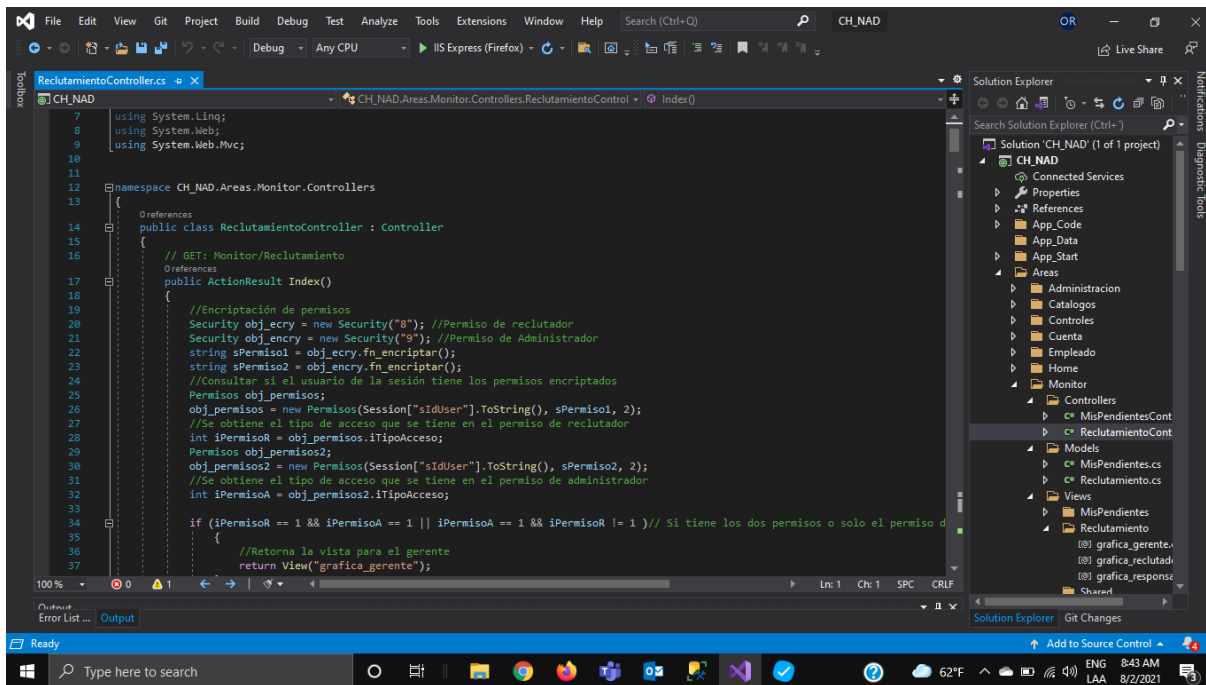 File Edit View Git Project Build Debug Test Analyze Tools Extensions Window Help Search (Ctrl+Q) CH_NAD OR
Debug Any CPU IIS Express (Firefox) Live Share
Toolbox
ReclutamientoController.cs
CH_NAD CH_NAD.Areas.Monitor.Controllers.ReclutamientoControl Index()
7 using System.Linq;
8 using System.Web;
9 using System.Web.Mvc;
10
11
12 namespace CH_NAD.Areas.Monitor.Controllers
13 {
0 references
14 public class ReclutamientoController : Controller
15 {
16 // GET: Monitor/Reclutamiento
0 references
17 public ActionResult Index()
18 {
19 //Encriptación de permisos
20 Security obj_ecry = new Security("8"); //Permiso de reclutador
21 Security obj_encry = new Security("9"); //Permiso de Administrador
22 string sPermiso1 = obj_ecry.fn_encriptar();
23 string sPermiso2 = obj_encry.fn_encriptar();
24 //Consultar si el usuario de la sesión tiene los permisos encriptados
25 Permisos obj_permisos;
26 obj_permisos = new Permisos(Session["sIdUser"].ToString(), sPermiso1, 2);
27 //Se obtiene el tipo de acceso que se tiene en el permiso de reclutador
28 int iPermisoR = obj_permisos.iTipoAcceso;
29 Permisos obj_permisos2;
30 obj_permisos2 = new Permisos(Session["sIdUser"].ToString(), sPermiso2, 2);
31 //Se obtiene el tipo de acceso que se tiene en el permiso de administrador
32 int iPermisoA = obj_permisos2.iTipoAcceso;
33
34 if (iPermisoR == 1 && iPermisoA == 1 || iPermisoA == 1 && iPermisoR != 1 )// Si tiene los dos permisos o solo el permiso d
35 {
36 //Retorna la vista para el gerente
37 return View("grafica_gerente");
100 % 0 1 Ln: 1 Ch: 1 SPC CRLF
Output
Error List ... Output
Solution Explorer
Search Solution Explorer (Ctrl+¨)
Solution 'CH_NAD' (1 of 1 project)
CH_NAD
Connected Services
Properties
References
App_Code
App_Data
App_Start
Areas
Administracion
Catalogos
Controles
Cuenta
Empleado
Home
Monitor
Controllers
C# MisPendientesCont
C# ReclutamientoCont
Models
C# MisPendientes.cs
C# Reclutamiento.cs
Views
MisPendientes
Reclutamiento
grafica_gerente.
grafica_reclutad
grafica_responsa
Shared
Solution Explorer Git Changes
Notifications
Diagnostic Tools
Ready Add to Source Control 4
Type here to search 62°F ENG LAA 8:43 AM 8/2/2021 3